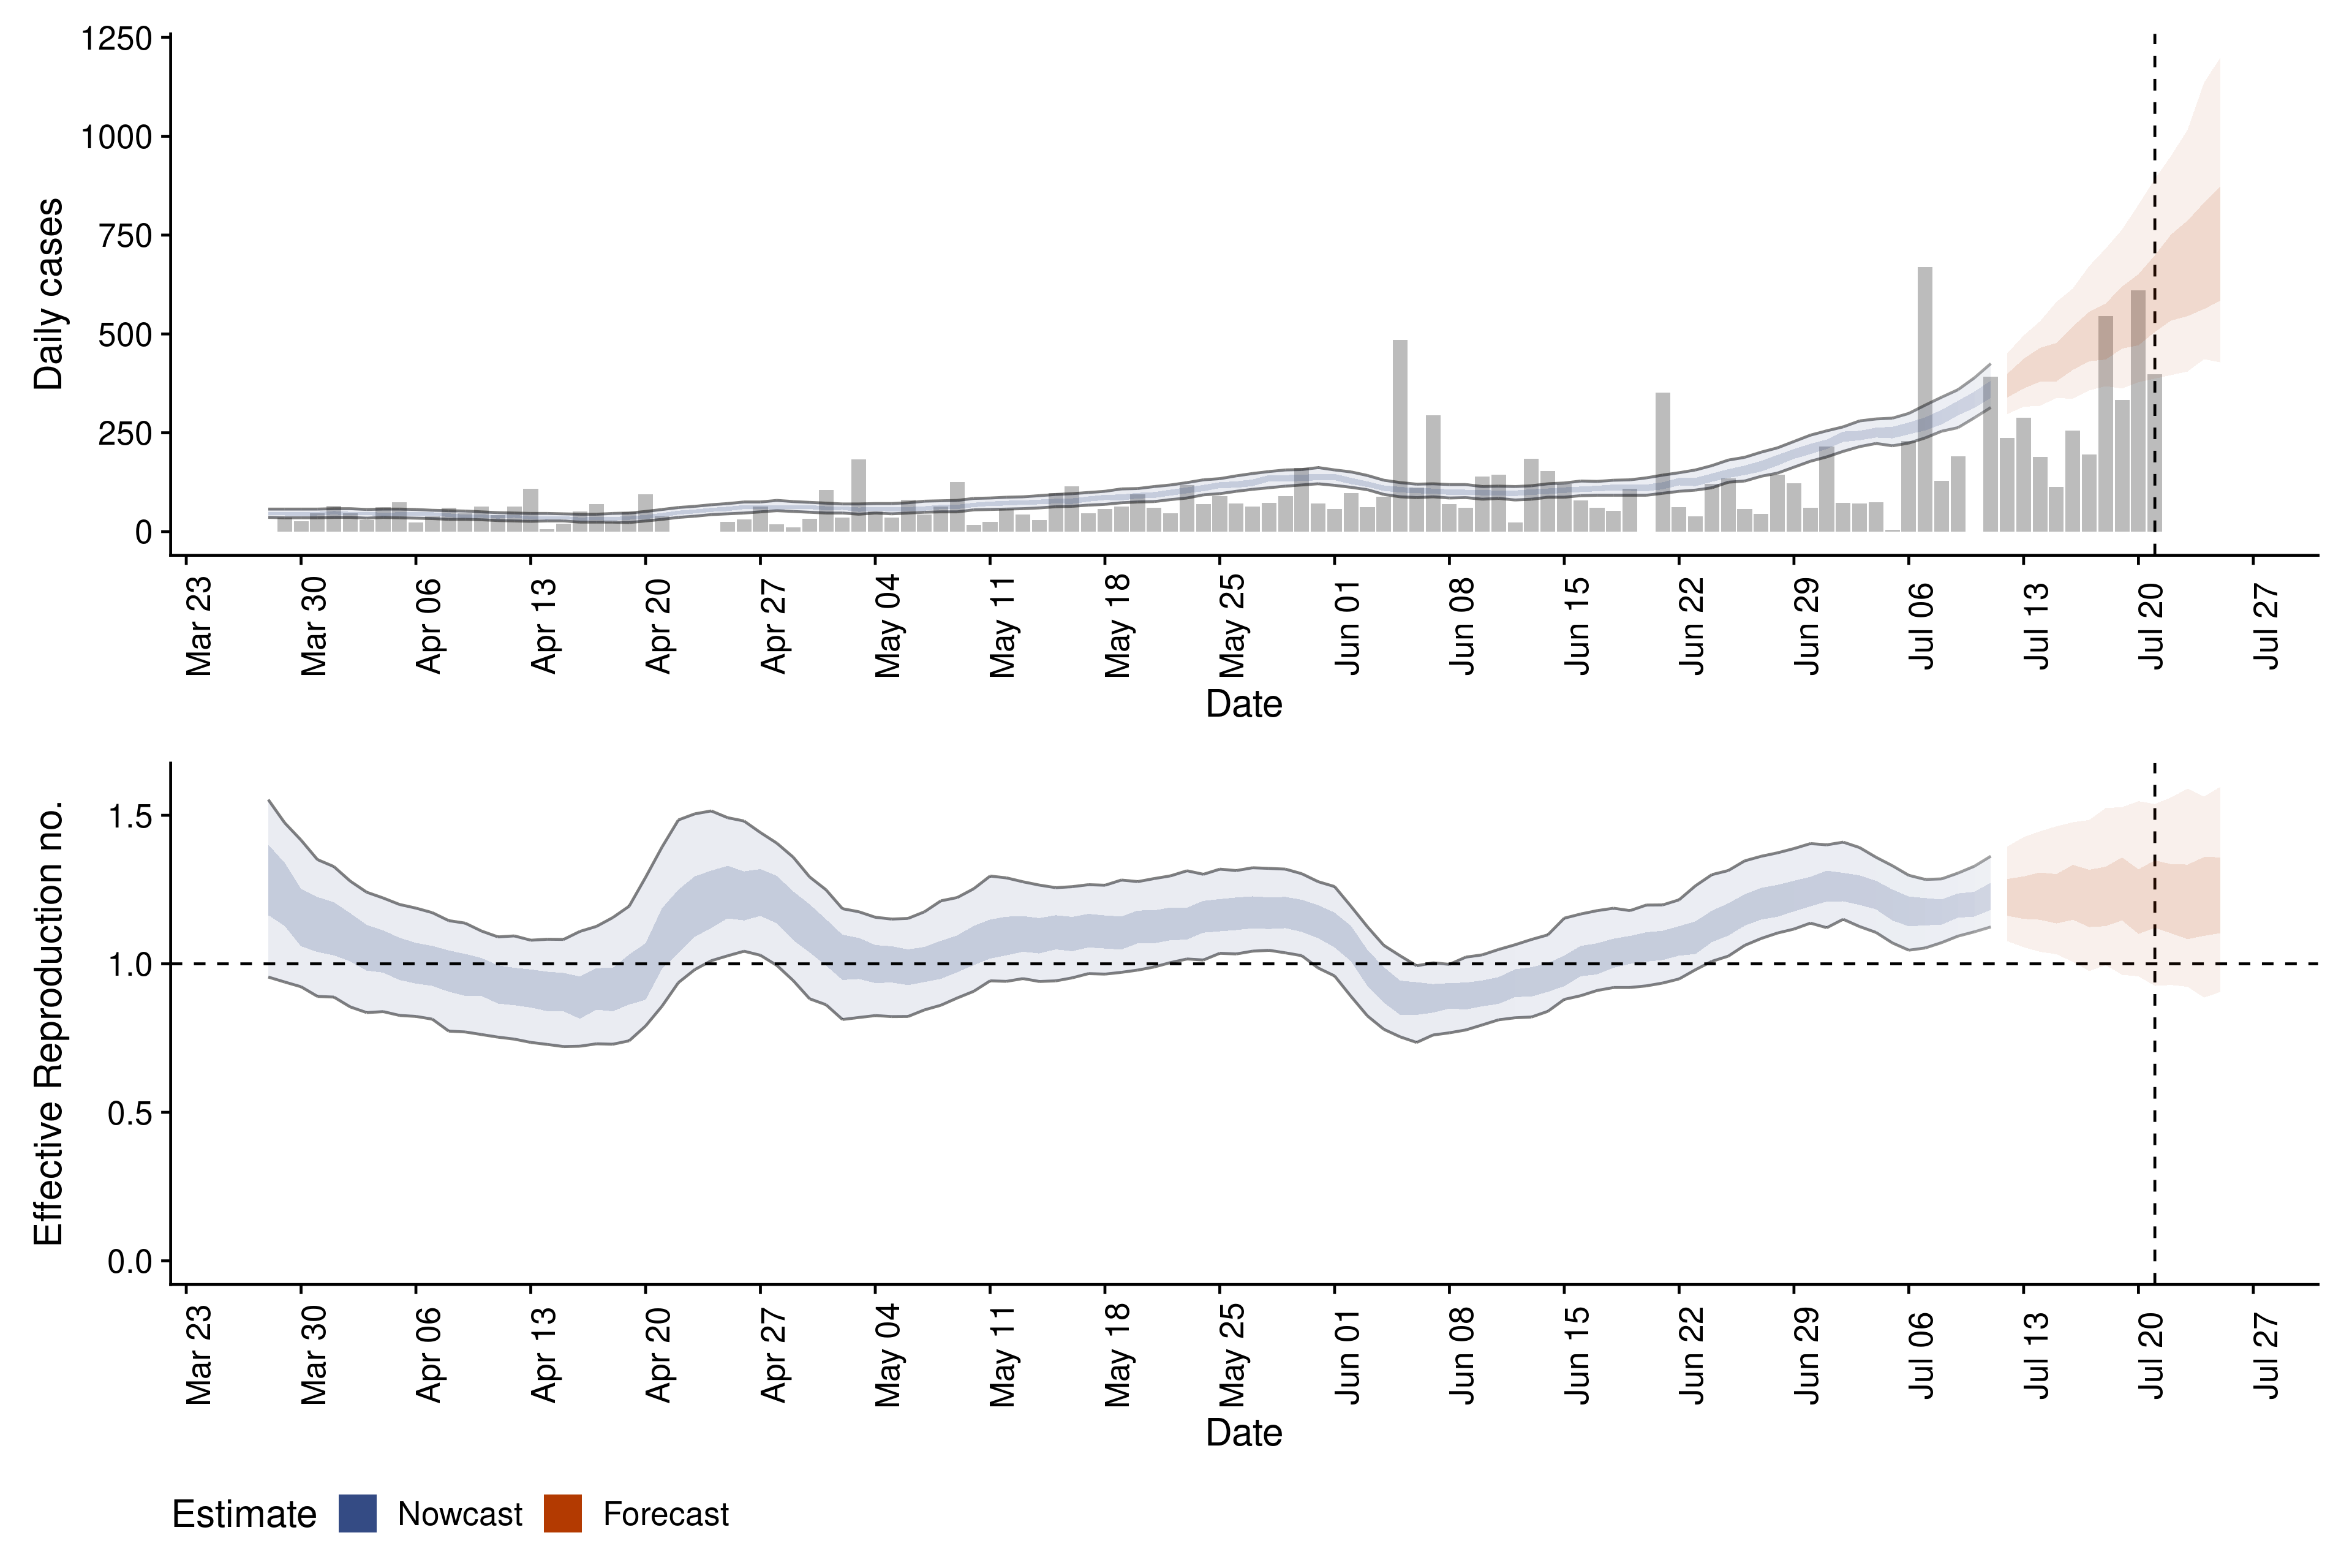 1250
1000
750
500
250
0
Daily cases
Mar 23 Mar 30 Apr 06 Apr 13 Apr 20 Apr 27 May 04 May 11 May 18 May 25 Jun 01 Jun 08 Jun 15 Jun 22 Jun 29 Jul 06 Jul 13 Jul 20 Jul 27
Date
1.5
1.0
0.5
0.0
Effective Reproduction no.
Mar 23 Mar 30 Apr 06 Apr 13 Apr 20 Apr 27 May 04 May 11 May 18 May 25 Jun 01 Jun 08 Jun 15 Jun 22 Jun 29 Jul 06 Jul 13 Jul 20 Jul 27
Date
Estimate Nowcast Forecast